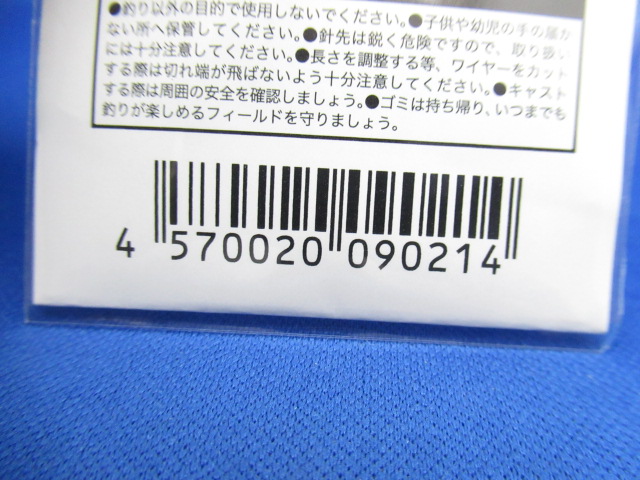 ●釣り以外の目的で使用しないでください。●子供や幼児の手の届か
ない所へ保管してください。●針先は鋭く危険ですので、取り扱い
には十分注意してください。●長さを調整する等、ワイヤーをカット
する際は切れ端が飛ばないよう十分注意してください。●キャスト
する際は周囲の安全を確認しましょう。●ゴミは持ち帰り、いつまでも
釣りが楽しめるフィールドを守りましょう。
4 570020 090214